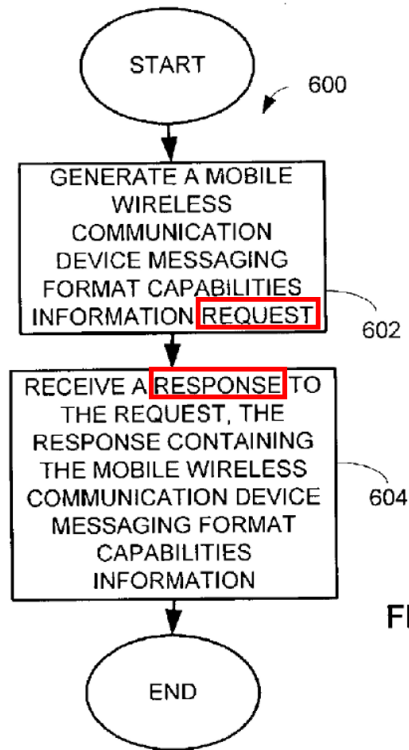 START
600
GENERATE A MOBILE
WIRELESS
COMMUNICATION
DEVICE MESSAGING
FORMAT CAPABILITIES
INFORMATION REQUEST
602
RECEIVE A RESPONSE TO
THE REQUEST, THE
RESPONSE CONTAINING
THE MOBILE WIRELESS
COMMUNICATION DEVICE
MESSAGING FORMAT
CAPABILITIES
INFORMATION
604
END